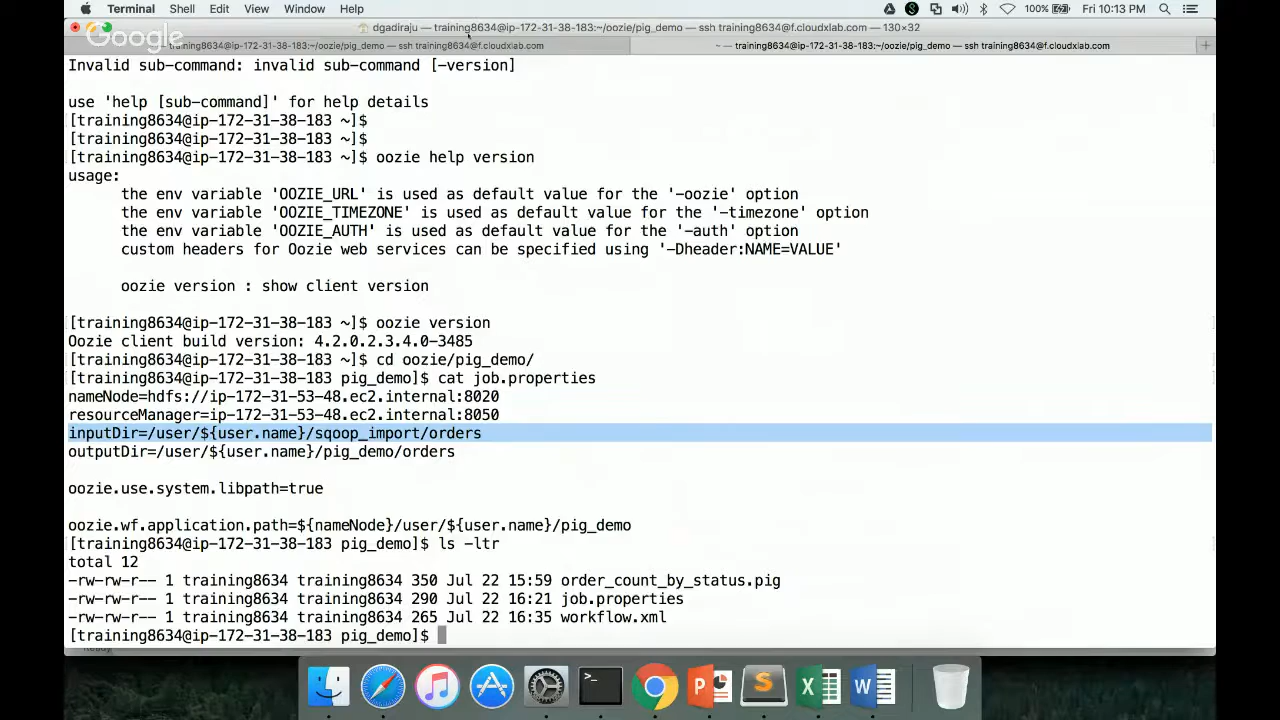 Terminal Shell Edit View Window Help 100% Fri 10:13 PM
dgadiraju — training8634@ip-172-31-38-183:~/oozie/pig_demo — ssh training8634@f.cloudxlab.com — 130×32
Google
training8634@ip-172-31-38-183:~/oozie/pig_demo — ssh training8634@f.cloudxlab.com
~ — training8634@ip-172-31-38-183:~/oozie/pig_demo — ssh training8634@f.cloudxlab.com +
Invalid sub-command: invalid sub-command [-version]
use 'help [sub-command]' for help details
[training8634@ip-172-31-38-183 ~]$
[training8634@ip-172-31-38-183 ~]$
[training8634@ip-172-31-38-183 ~]$ oozie help version
usage:
the env variable 'OOZIE_URL' is used as default value for the '-oozie' option
the env variable 'OOZIE_TIMEZONE' is used as default value for the '-timezone' option
the env variable 'OOZIE_AUTH' is used as default value for the '-auth' option
custom headers for Oozie web services can be specified using '-Dheader:NAME=VALUE'
oozie version : show client version
[training8634@ip-172-31-38-183 ~]$ oozie version
Oozie client build version: 4.2.0.2.3.4.0-3485
[training8634@ip-172-31-38-183 ~]$ cd oozie/pig_demo/
[training8634@ip-172-31-38-183 pig_demo]$ cat job.properties
nameNode=hdfs://ip-172-31-53-48.ec2.internal:8020
resourceManager=ip-172-31-53-48.ec2.internal:8050
inputDir=/user/${user.name}/sqoop_import/orders
outputDir=/user/${user.name}/pig_demo/orders
oozie.use.system.libpath=true
oozie.wf.application.path=${nameNode}/user/${user.name}/pig_demo
[training8634@ip-172-31-38-183 pig_demo]$ ls -ltr
total 12
-rw-rw-r-- 1 training8634 training8634 350 Jul 22 15:59 order_count_by_status.pig
-rw-rw-r-- 1 training8634 training8634 290 Jul 22 16:21 job.properties
-rw-rw-r-- 1 training8634 training8634 265 Jul 22 16:35 workflow.xml
[training8634@ip-172-31-38-183 pig_demo]$
Ready